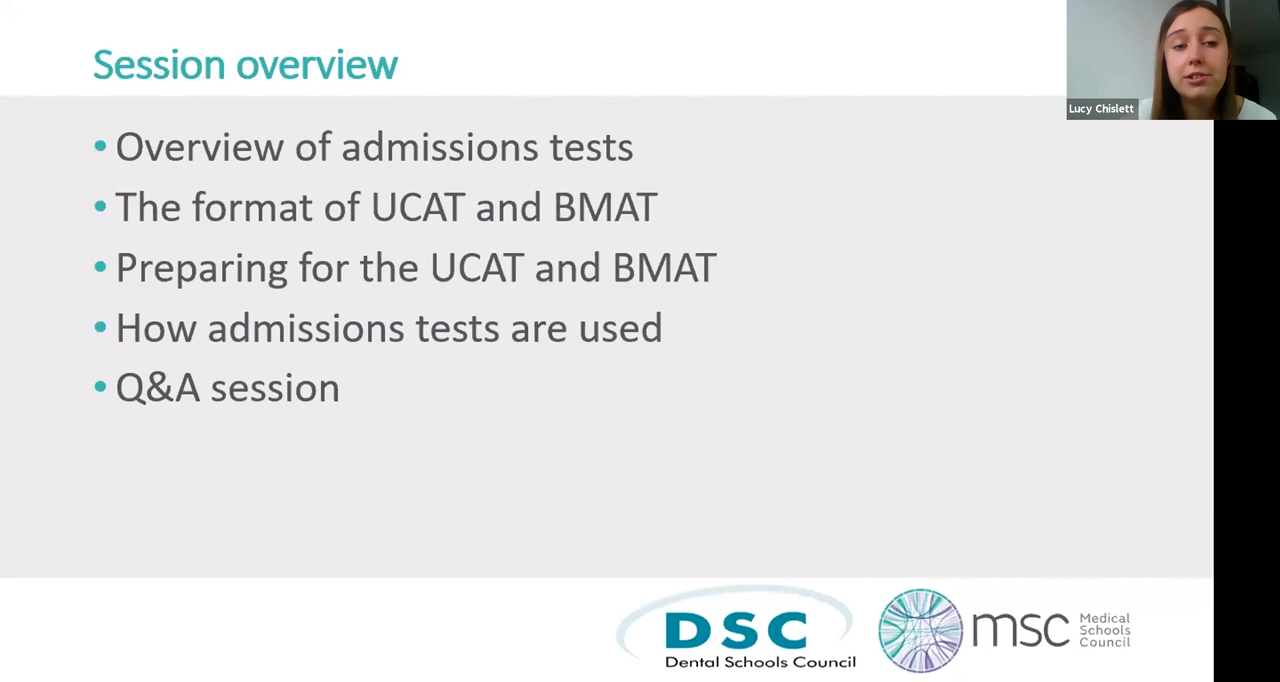 Session overview
Lucy Chislett
• Overview of admissions tests
• The format of UCAT and BMAT
• Preparing for the UCAT and BMAT
• How admissions tests are used
• Q&A session
DSC
Dental Schools Council
msc
Medical
Schools
Council